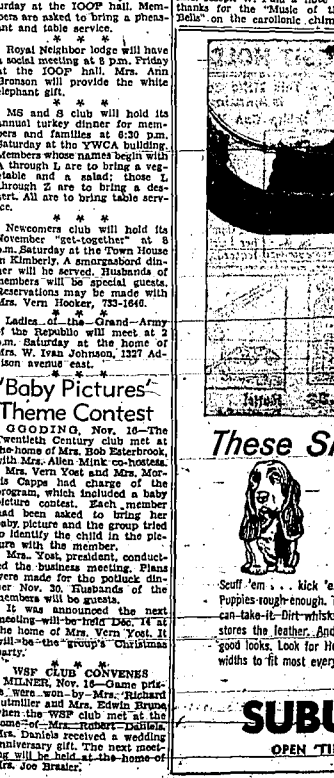 urday at the IOOF hall. Mem-
bers are asked to bring a pheas-
ant and table service.
* * *
Royal Neighbor lodge will have
a social meeting at 8 p.m. Friday
at the IOOF hall. Mrs. Ann
Bronson will provide the white
elephant gift.
* * *
MS and S club will hold its
annual turkey dinner for mem-
bers and families at 6:30 p.m.
Saturday at the YWCA building.
Members whose names begin with
A through L are to bring a veg-
etable and a salad; those L
through Z are to bring a des-
sert. All are to bring table serv-
ice.
* * *
Newcomers club will hold its
November "get-together" at 8
p.m. Saturday at the Town House
in Kimberly. A smorgasbord din-
ner will be served. Husbands of
members will be special guests.
Reservations may be made with
Mrs. Vern Hooker, 733-1640.
* * *
Ladies of the Grand Army
of the Republic will meet at 2
p.m. Saturday at the home of
Mrs. W. Ivan Johnson, 1327 Ad-
ison avenue east.
* * *
'Baby Pictures'
Theme Contest
GOODING, Nov. 16—The
Twentieth Century club met at
the home of Mrs. Bob Esterbrook,
with Mrs. Allen Mink co-hostess.
Mrs. Vern Yost and Mrs. Mor-
ris Capps had charge of the
program, which included a baby
picture contest. Each member
had been asked to bring her
baby picture and the group tried
to identify the child in the pic-
ture with the member.
Mrs. Yost, president, conduct-
ed the business meeting. Plans
were made for the potluck din-
ner Nov. 30. Husbands of the
members will be guests.
It was announced the next
meeting will be held Dec. 14 at
the home of Mrs. Vern Yost. It
will be the group's Christmas
party.
* * *
WSF CLUB CONVENES
MILNER, Nov. 16—Game priz-
es were won by Mrs. Richard
utmiller and Mrs. Edwin Brune
when the WSF club met at the
home of Mrs. Robert Daniels.
Mrs. Daniels received a wedding
anniversary gift. The next meet-
ing will be held at the home of
Mrs. Joe Brasier.
thanks for the "Music of
Bells" on the carollonic chim
These S
Scuff 'em . . . kick 'e
Puppies rough enough.
can take it. Dirt whisks
stores the leather. And
good looks. Look for H
widths to fit most every
SUBU
OPEN 'TI